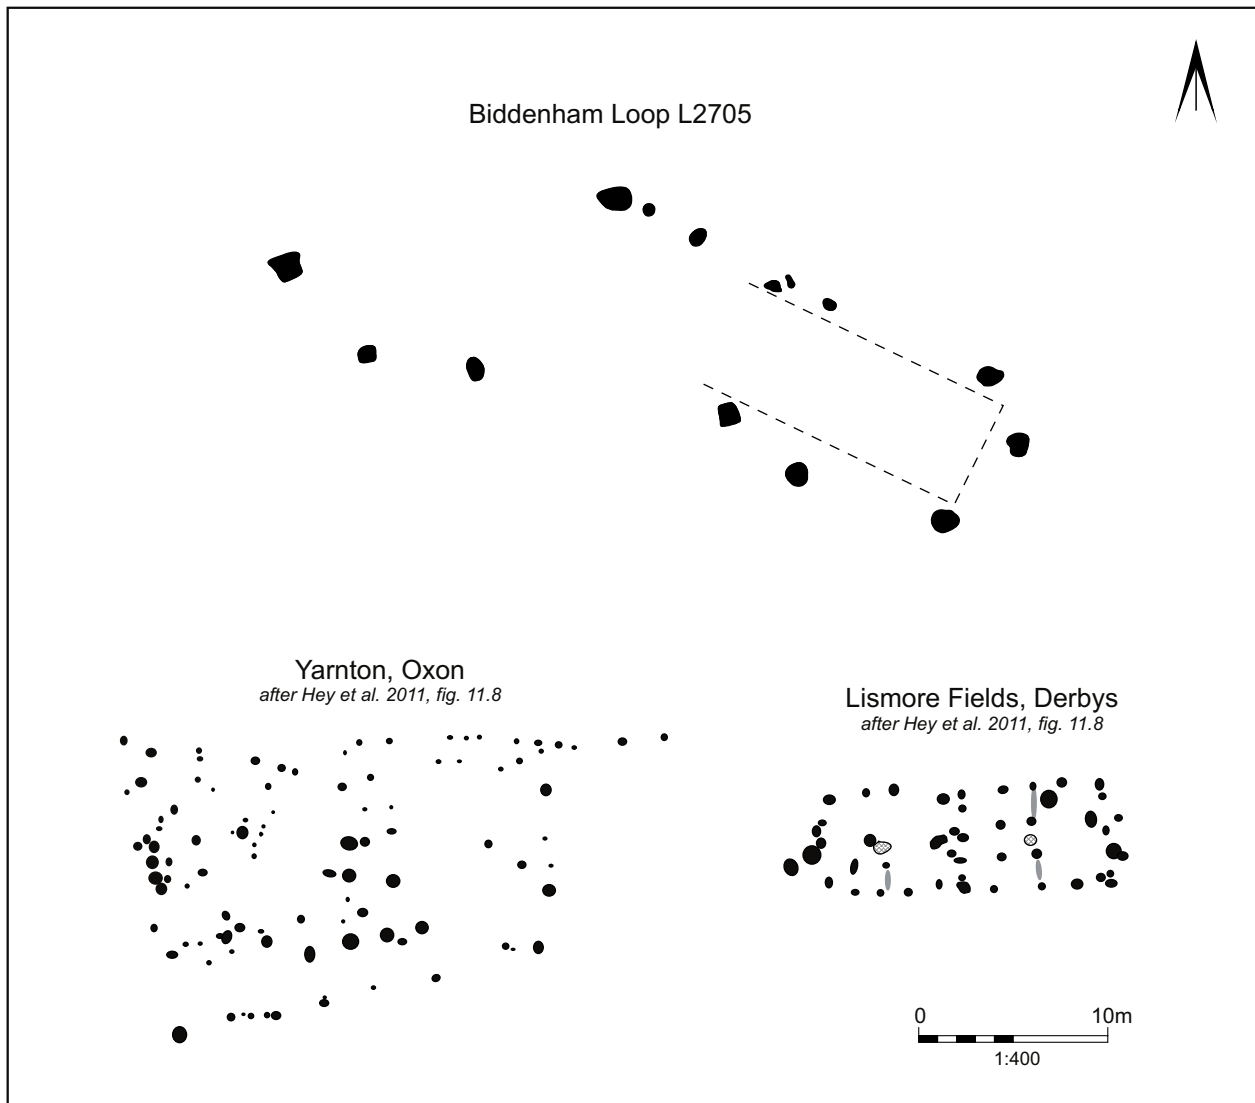 Biddenham Loop L2705
Yarnton, Oxon
after Hey et al. 2011, fig. 11.8
Lismore Fields, Derbys
after Hey et al. 2011, fig. 11.8
0 10m
1:400